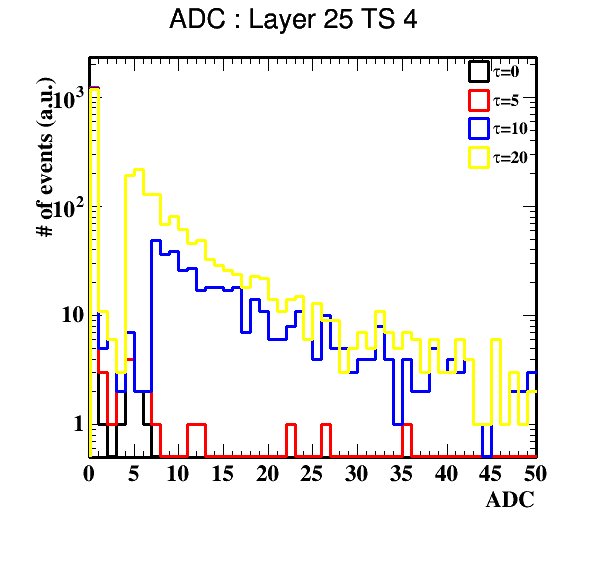 ADC : Layer 25 TS 4
# of events (a.u.)
10³
10²
10
1
τ=0
τ=5
τ=10
τ=20
0 5 10 15 20 25 30 35 40 45 50
ADC